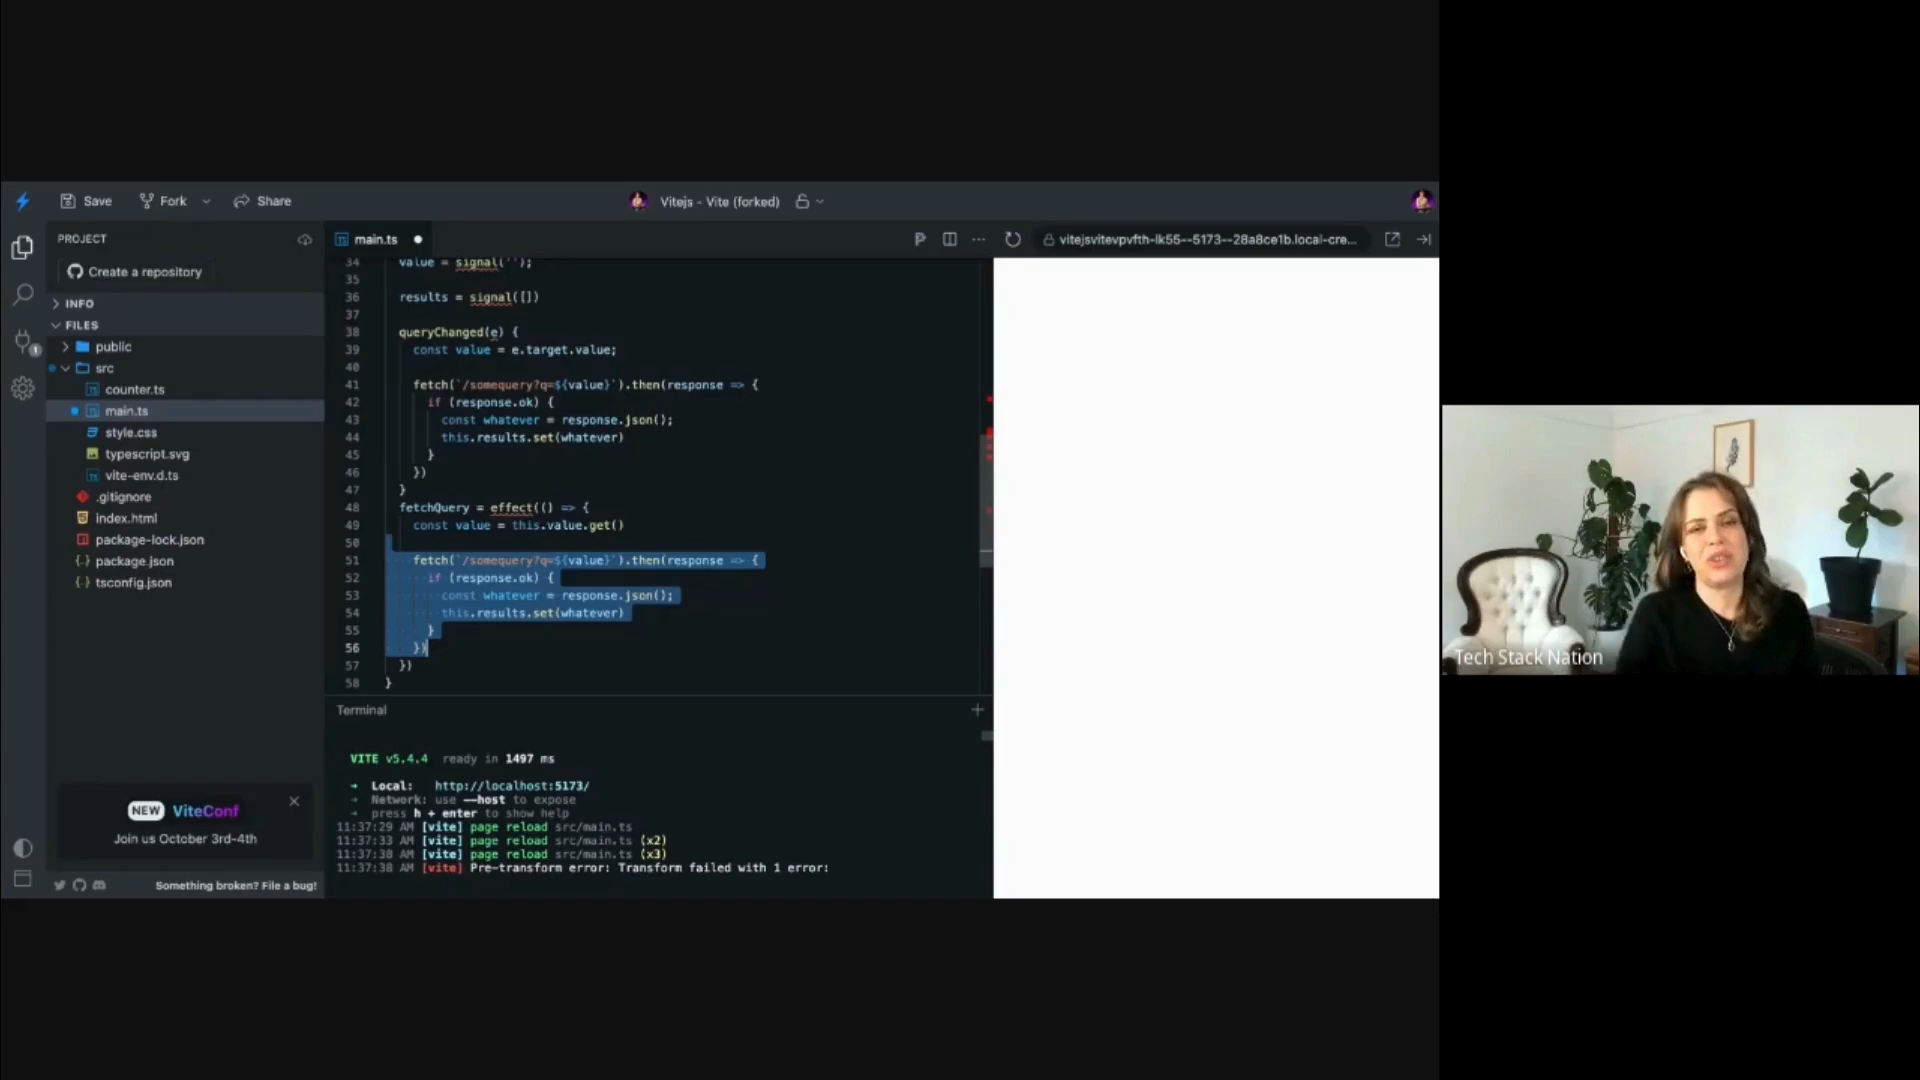 Save
Fork
Share
Vitejs - Vite (forked)
PROJECT
main.ts
vitejsvitevpvfth-lk55--5173--28a8ce1b.local-cre...
Create a repository
INFO
FILES
public
src
counter.ts
main.ts
style.css
typescript.svg
vite-env.d.ts
.gitignore
index.html
package-lock.json
package.json
tsconfig.json
34 value = signal('');
35
36 results = signal([])
37
38 queryChanged(e) {
39 const value = e.target.value;
40
41 fetch(`/somequery?q=${value}`).then(response => {
42 if (response.ok) {
43 const whatever = response.json();
44 this.results.set(whatever)
45 }
46 })
47 }
48 fetchQuery = effect(() => {
49 const value = this.value.get()
50
51 fetch(`/somequery?q=${value}`).then(response => {
52 if (response.ok) {
53 const whatever = response.json();
54 this.results.set(whatever)
55 }
56 })
57 })
58 }
Terminal
VITE v5.4.4 ready in 1497 ms
➜ Local: http://localhost:5173/
➜ Network: use --host to expose
➜ press h + enter to show help
11:37:29 AM [vite] page reload src/main.ts
11:37:33 AM [vite] page reload src/main.ts (x2)
11:37:38 AM [vite] page reload src/main.ts (x3)
11:37:38 AM [vite] Pre-transform error: Transform failed with 1 error:
NEW ViteConf
Join us October 3rd-4th
Something broken? File a bug!
Tech Stack Nation